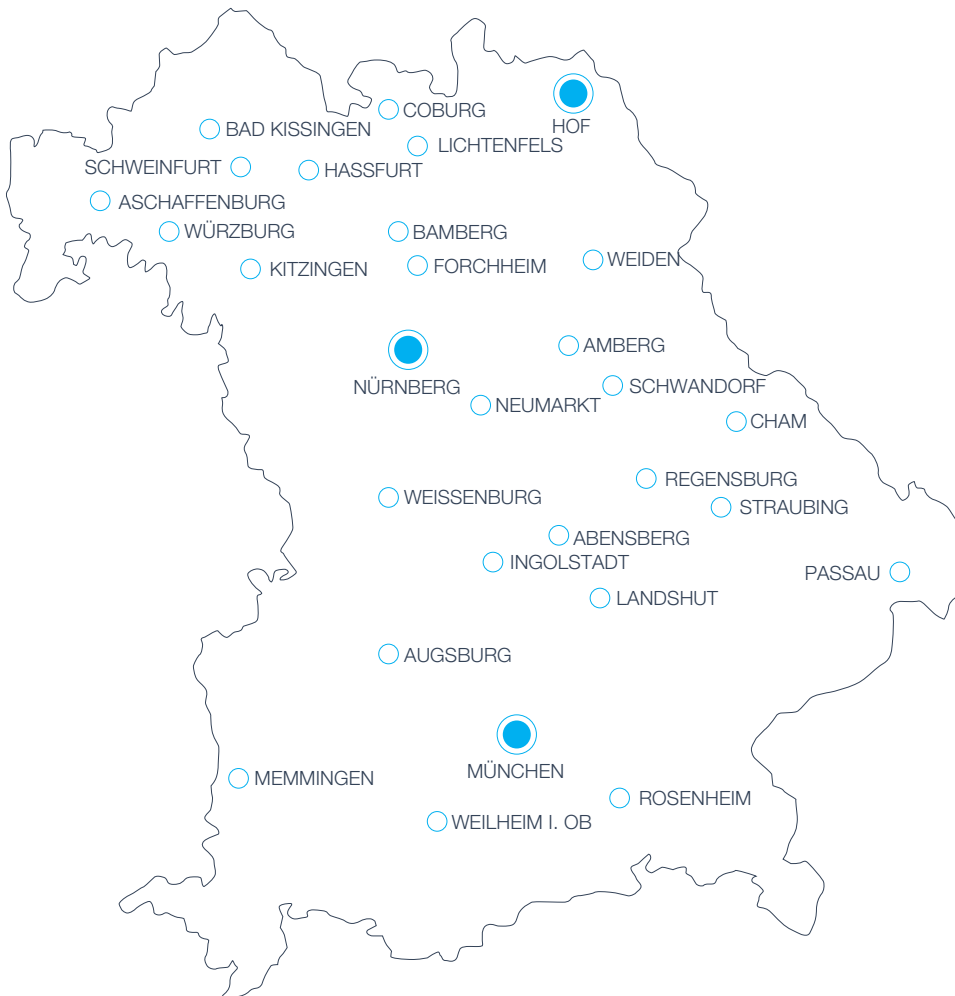 COBURG
HOF
BAD KISSINGEN
LICHTENFELS
SCHWEINFURT
HASSFURT
ASCHAFFENBURG
WÜRZBURG
BAMBERG
WEIDEN
KITZINGEN
FORCHHEIM
AMBERG
NÜRNBERG
SCHWANDORF
NEUMARKT
CHAM
REGENSBURG
WEISSENBURG
STRAUBING
ABENSBERG
INGOLSTADT
PASSAU
LANDSHUT
AUGSBURG
MÜNCHEN
MEMMINGEN
ROSENHEIM
WEILHEIM I. OB